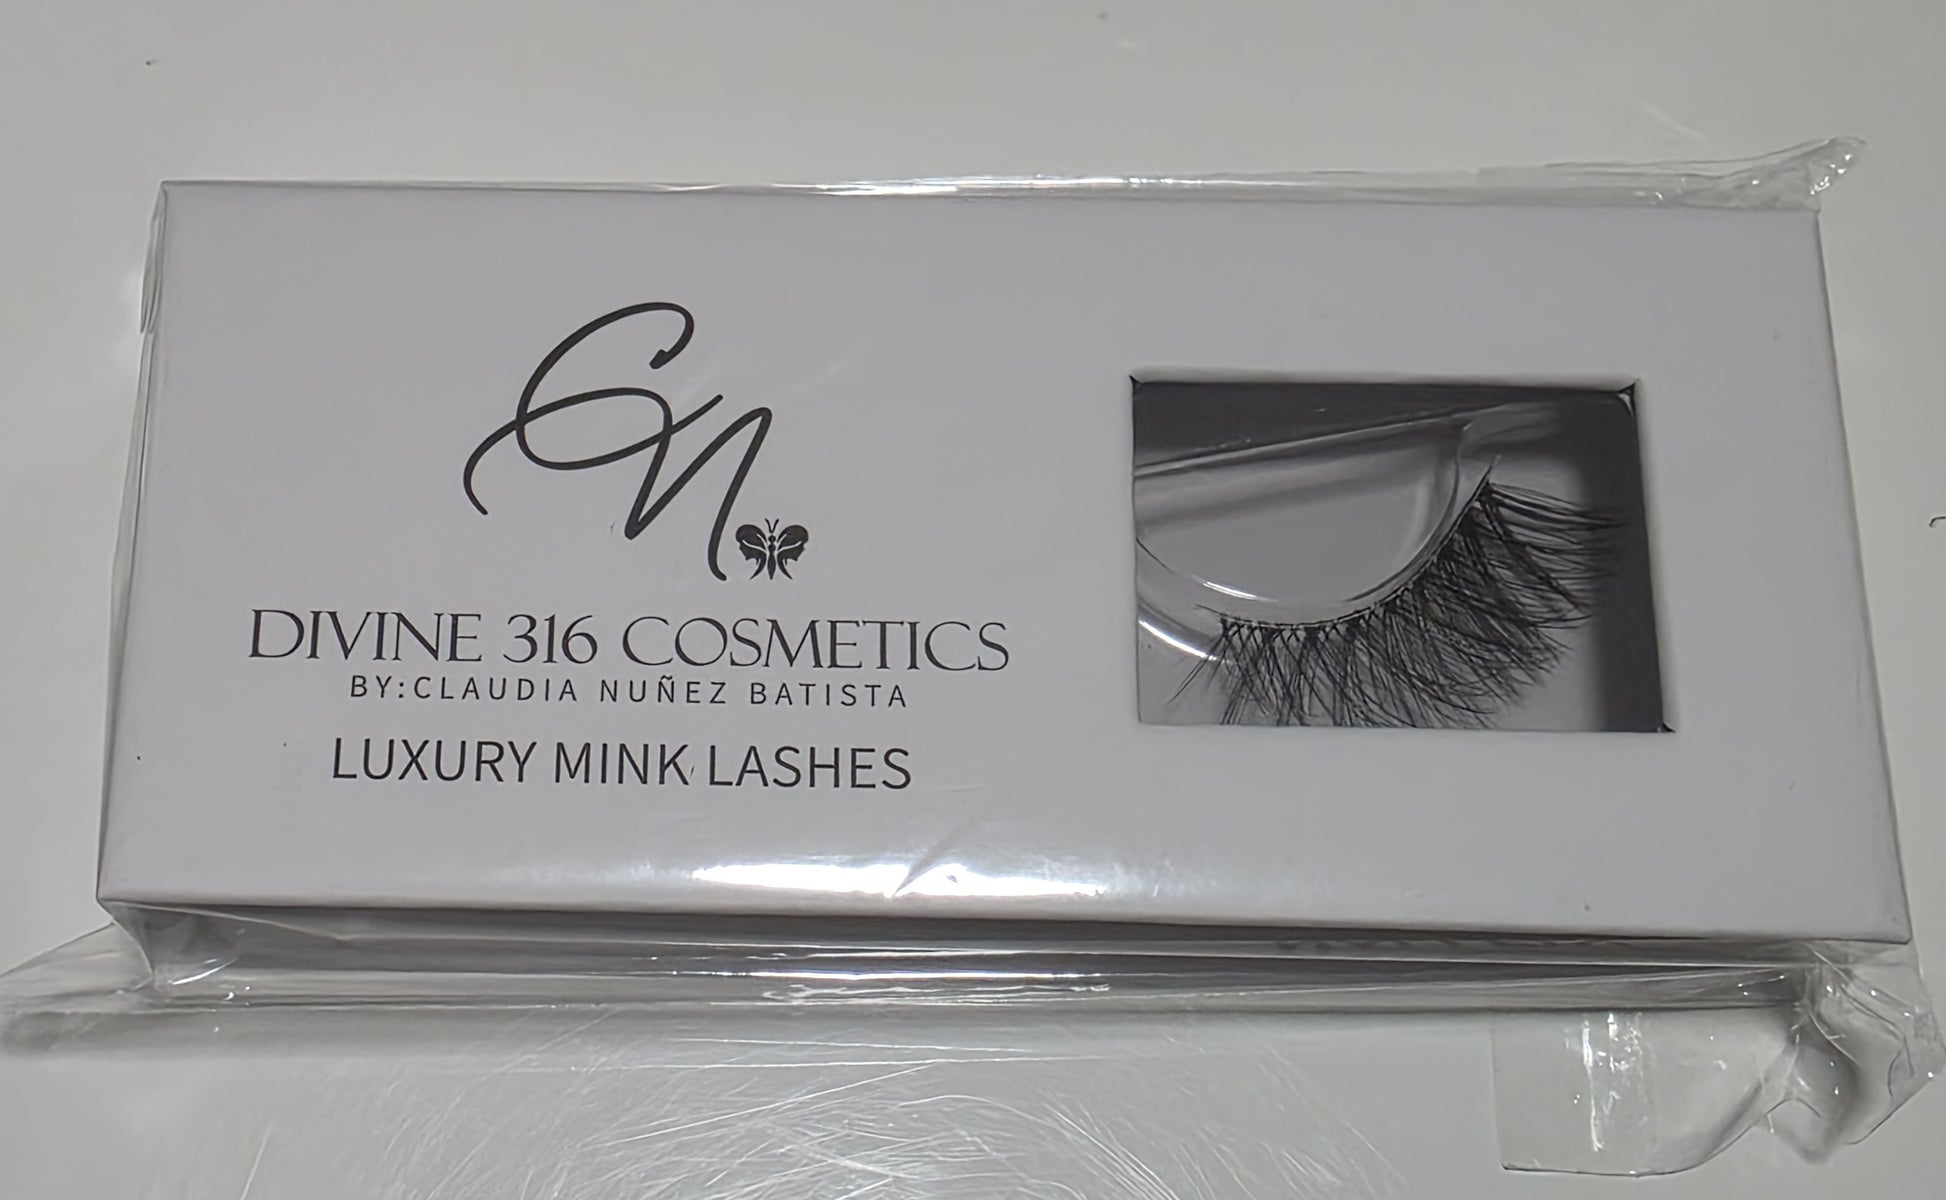 CN
DIVINE 316 COSMETICS
BY:CLAUDIA NUÑEZ BATISTA
LUXURY MINK LASHES